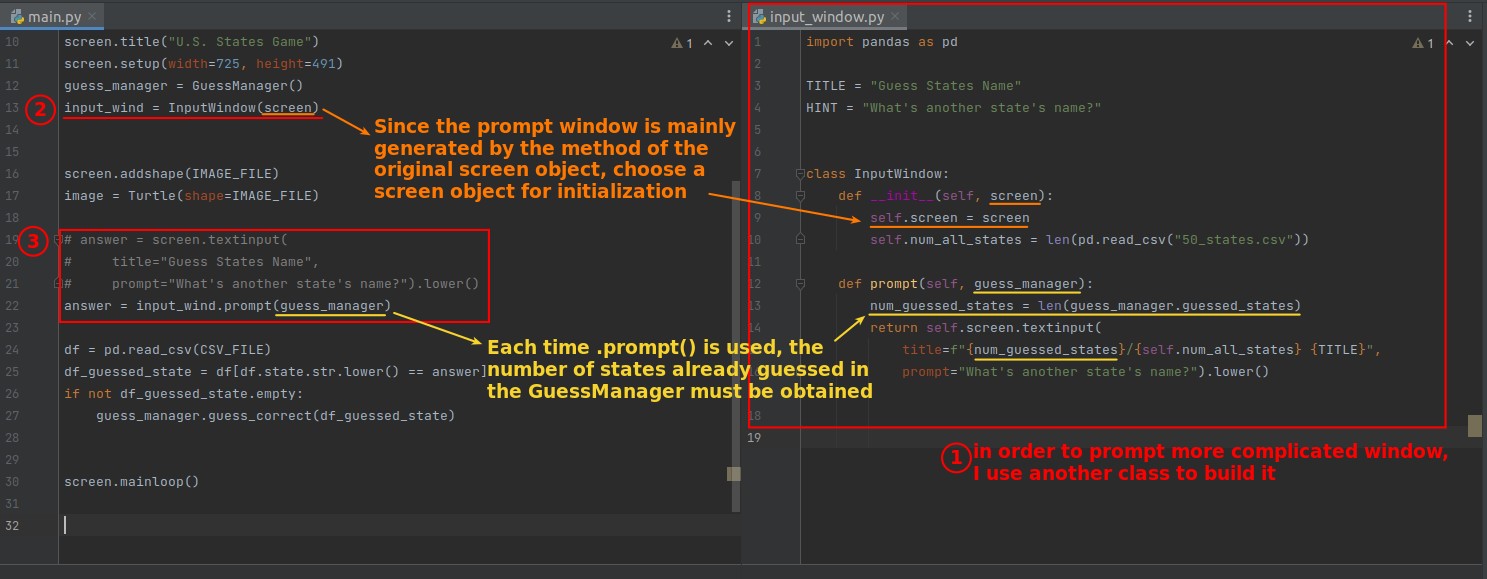 main.py
10 screen.title("U.S. States Game")
11 screen.setup(width=725, height=491)
12 guess_manager = GuessManager()
② 13 input_wind = InputWindow(screen)
14
15
16 screen.addshape(IMAGE_FILE)
17 image = Turtle(shape=IMAGE_FILE)
18
③ 19 # answer = screen.textinput(
20 #     title="Guess States Name",
21 #     prompt="What's another state's name?").lower()
22 answer = input_wind.prompt(guess_manager)
23
24 df = pd.read_csv(CSV_FILE)
25 df_guessed_state = df[df.state.str.lower() == answer]
26 if not df_guessed_state.empty:
27     guess_manager.guess_correct(df_guessed_state)
28
29
30 screen.mainloop()
31
32
1
Since the prompt window is mainly
generated by the method of the
original screen object, choose a
screen object for initialization
Each time .prompt() is used, the
number of states already guessed in
the GuessManager must be obtained
input_window.py
1 import pandas as pd
2
3 TITLE = "Guess States Name"
4 HINT = "What's another state's name?"
5
6
7 class InputWindow:
8     def __init__(self, screen):
9         self.screen = screen
10         self.num_all_states = len(pd.read_csv("50_states.csv"))
11
12     def prompt(self, guess_manager):
13         num_guessed_states = len(guess_manager.guessed_states)
14         return self.screen.textinput(
title=f"{num_guessed_states}/{self.num_all_states} {TITLE}",
prompt="What's another state's name?").lower()
18
19
1
① in order to prompt more complicated window,
I use another class to build it